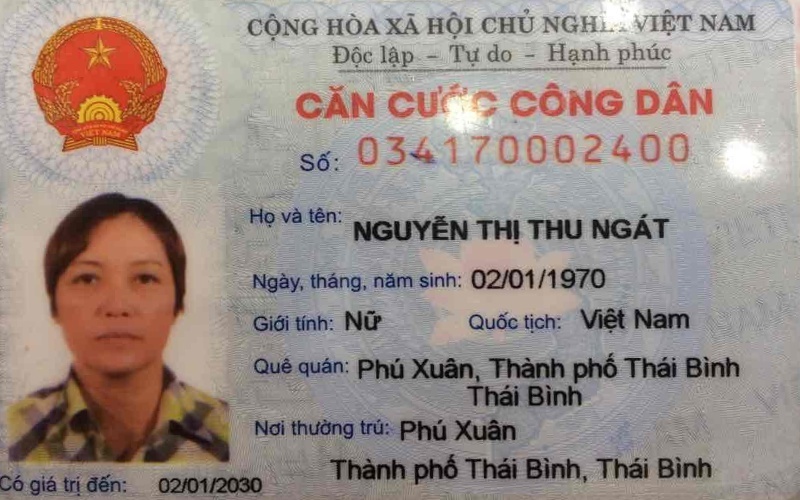 CỘNG HÒA XÃ HỘI CHỦ NGHĨA VIỆT NAM
Độc lập – Tự do – Hạnh phúc
CĂN CƯỚC CÔNG DÂN
Số: 034170002400
Họ và tên: NGUYỄN THỊ THU NGÁT
Ngày, tháng, năm sinh: 02/01/1970
Giới tính: Nữ Quốc tịch: Việt Nam
Quê quán: Phú Xuân, Thành phố Thái Bình
Thái Bình
Nơi thường trú: Phú Xuân
Thành phố Thái Bình, Thái Bình
Có giá trị đến: 02/01/2030
VIỆT NAM